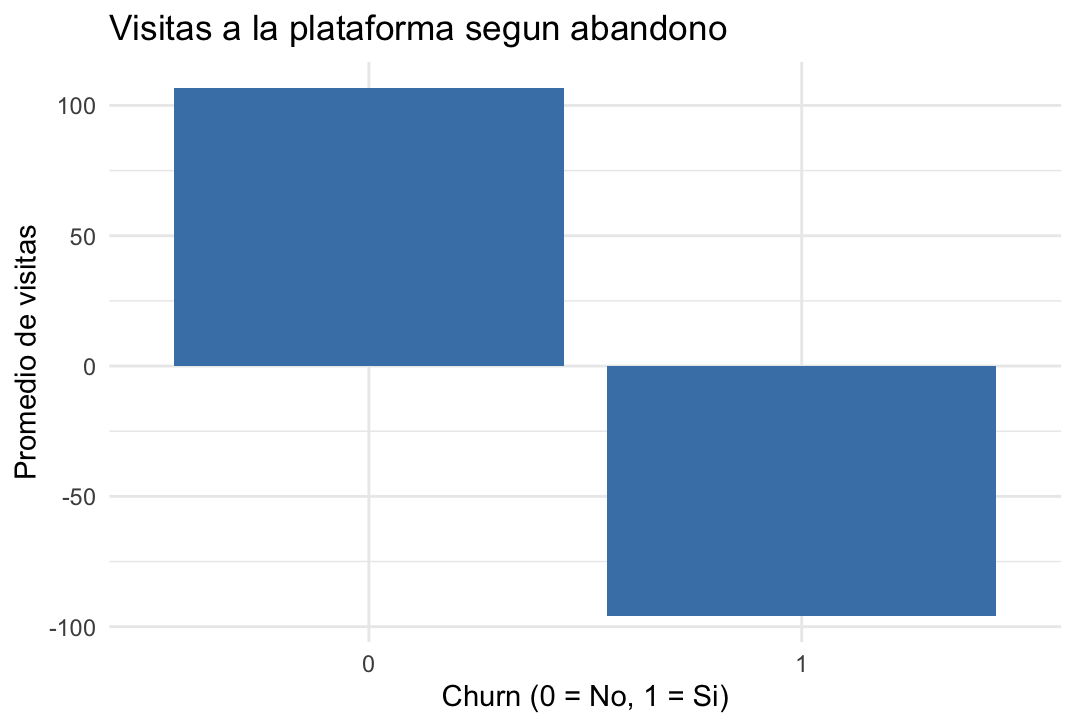 Visitas a la plataforma segun abandono
Promedio de visitas
100
50
0
-50
-100
0
1
Churn (0 = No, 1 = Si)